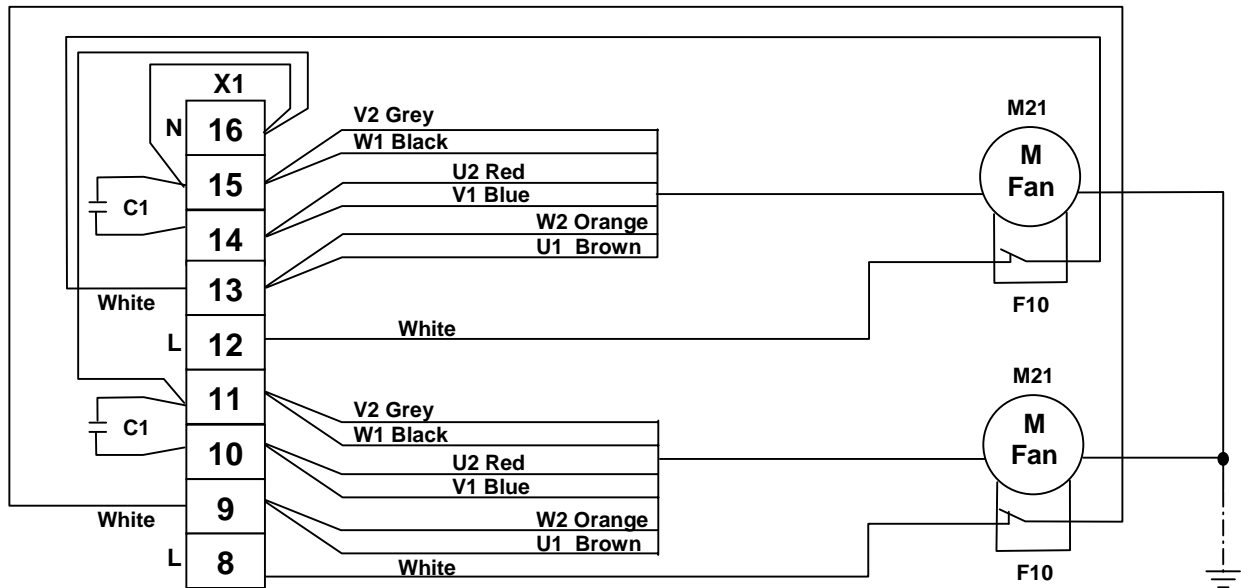 X1
N 16
15
C1
14
White 13
L 12
11
C1
10
White 9
L 8
V2 Grey
W1 Black
U2 Red
V1 Blue
W2 Orange
U1 Brown
White
M21
M
Fan
F10
V2 Grey
W1 Black
U2 Red
V1 Blue
W2 Orange
U1 Brown
White
M21
M
Fan
F10